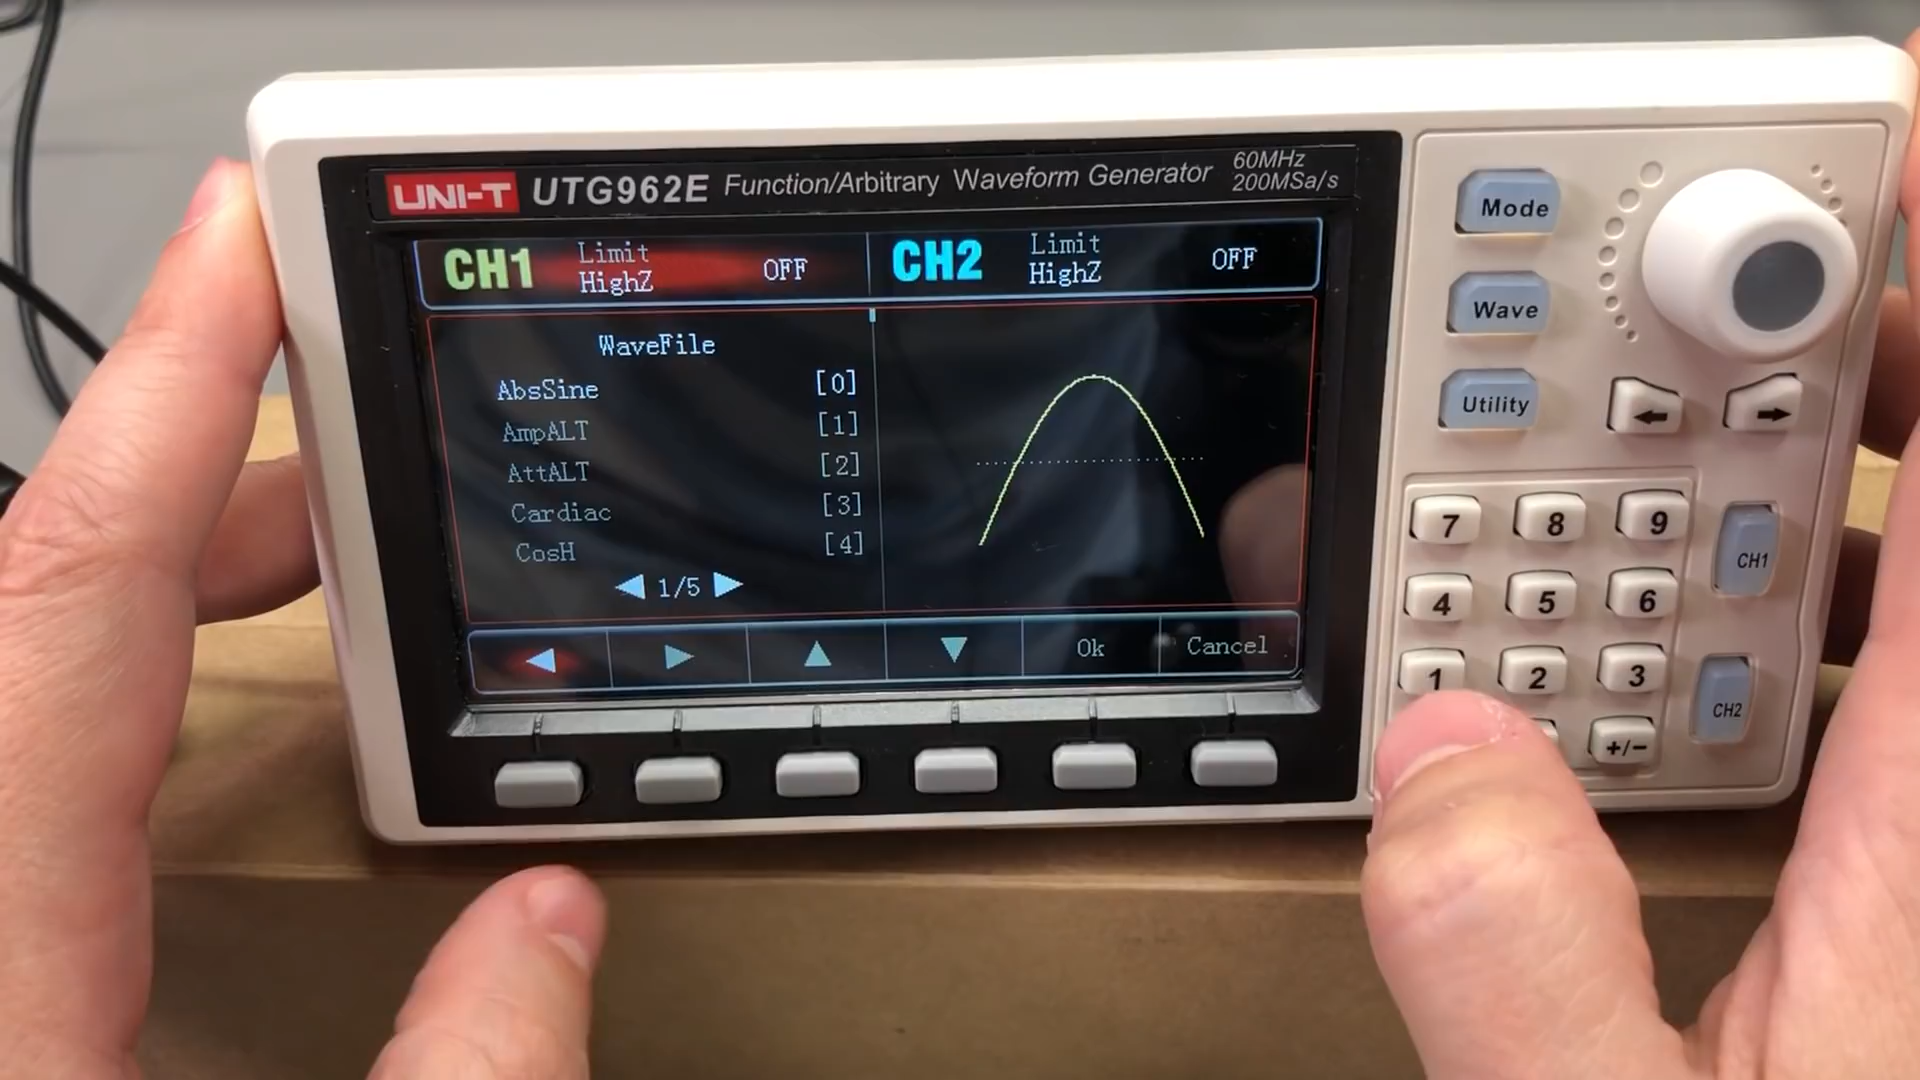 UNI-T UTG962E Function/Arbitrary Waveform Generator 60MHz
200MSa/s
CH1 Limit HighZ OFF CH2 Limit HighZ OFF
WaveFile
AbsSine [0]
AmpALT [1]
AttALT [2]
Cardiac [3]
CosH [4]
1/5
Ok Cancel
Mode
Wave
Utility
7 8 9
4 5 6
1 2 3
+/-
CH1
CH2